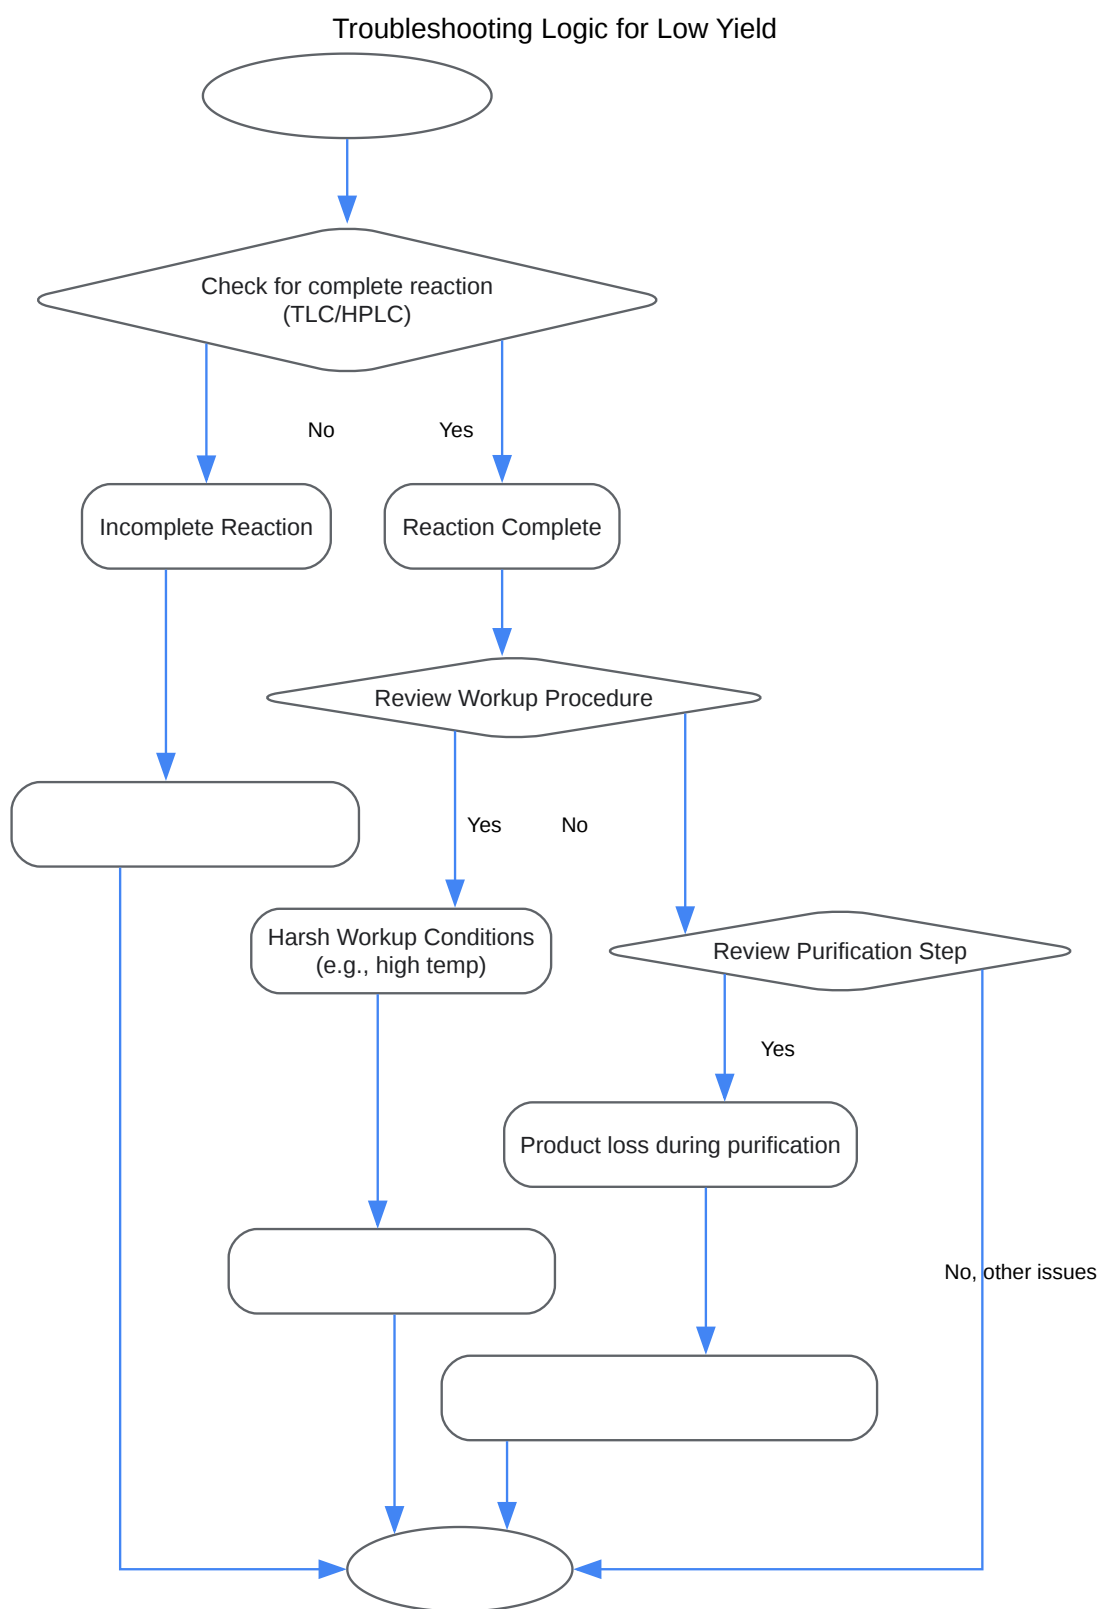 Troubleshooting Logic for Low Yield
Check for complete reaction
(TLC/HPLC)
No
Yes
Incomplete Reaction
Reaction Complete
Review Workup Procedure
Yes
No
Harsh Workup Conditions
(e.g., high temp)
Review Purification Step
Yes
Product loss during purification
No, other issues